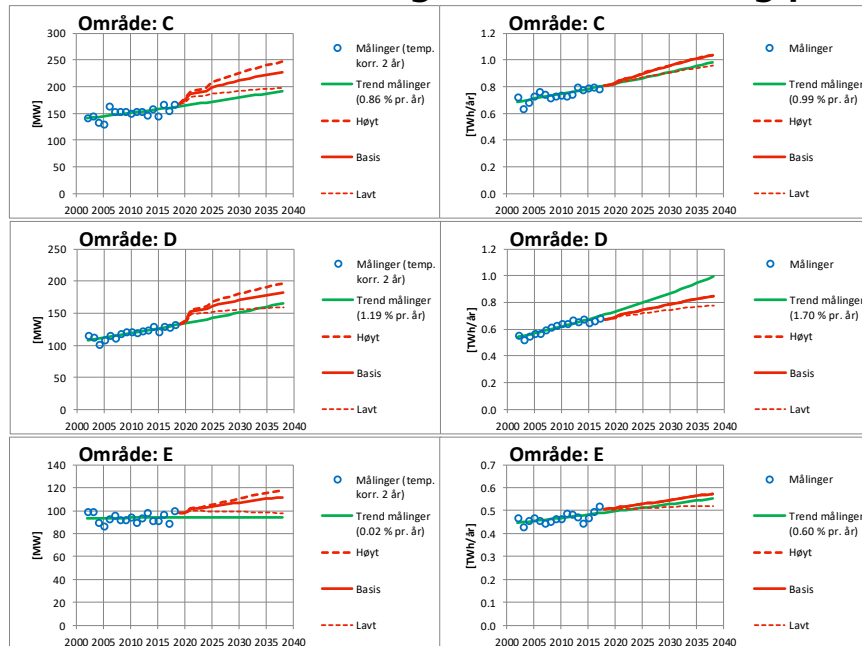 Område: C
300
250
200
150
100
50
0
[MW]
2000 2005 2010 2015 2020 2025 2030 2035 2040
Målinger (temp.
korr. 2 år)
Trend målinger
(0.86 % pr. år)
Høyt
Basis
Lavt
Område: C
1.2
1.0
0.8
0.6
0.4
0.2
0.0
[TWh/år]
2000 2005 2010 2015 2020 2025 2030 2035 2040
Målinger
Trend målinger
(0.99 % pr. år)
Høyt
Basis
Lavt
Område: D
250
200
150
100
50
0
[MW]
2000 2005 2010 2015 2020 2025 2030 2035 2040
Målinger (temp.
korr. 2 år)
Trend målinger
(1.19 % pr. år)
Høyt
Basis
Lavt
Område: D
1.2
1.0
0.8
0.6
0.4
0.2
0.0
[TWh/år]
2000 2005 2010 2015 2020 2025 2030 2035 2040
Målinger
Trend målinger
(1.70 % pr. år)
Høyt
Basis
Lavt
Område: E
140
120
100
80
60
40
20
0
[MW]
2000 2005 2010 2015 2020 2025 2030 2035 2040
Målinger (temp.
korr. 2 år)
Trend målinger
(0.02 % pr. år)
Høyt
Basis
Lavt
Område: E
0.7
0.6
0.5
0.4
0.3
0.2
0.1
0.0
[TWh/år]
2000 2005 2010 2015 2020 2025 2030 2035 2040
Målinger
Trend målinger
(0.60 % pr. år)
Høyt
Basis
Lavt